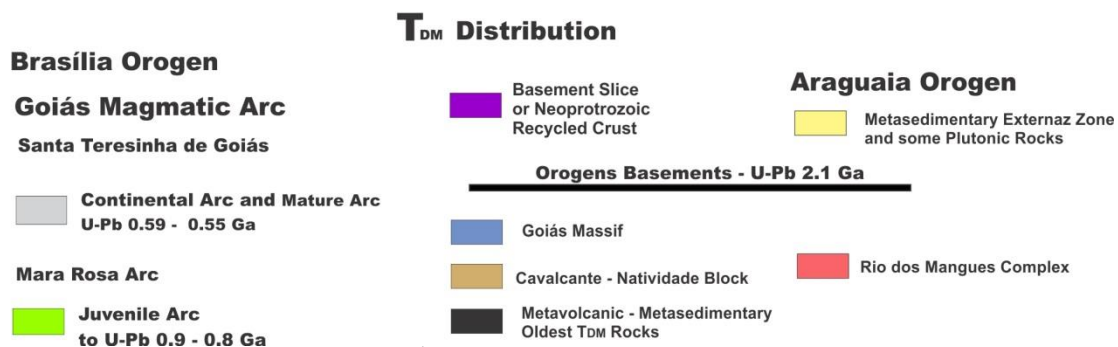 TDM Distribution
Brasília Orogen
Goiás Magmatic Arc
Santa Teresinha de Goiás
Continental Arc and Mature Arc
U-Pb 0.59 - 0.55 Ga
Mara Rosa Arc
Juvenile Arc
to U-Pb 0.9 - 0.8 Ga
Basement Slice
or Neoprotrozoic
Recycled Crust
Orogens Basements - U-Pb 2.1 Ga
Goiás Massif
Cavalcante - Natividade Block
Metavolcanic - Metasedimentary
Oldest TDM Rocks
Araguaia Orogen
Metasedimentary Externaz Zone
and some Plutonic Rocks
Rio dos Mangues Complex